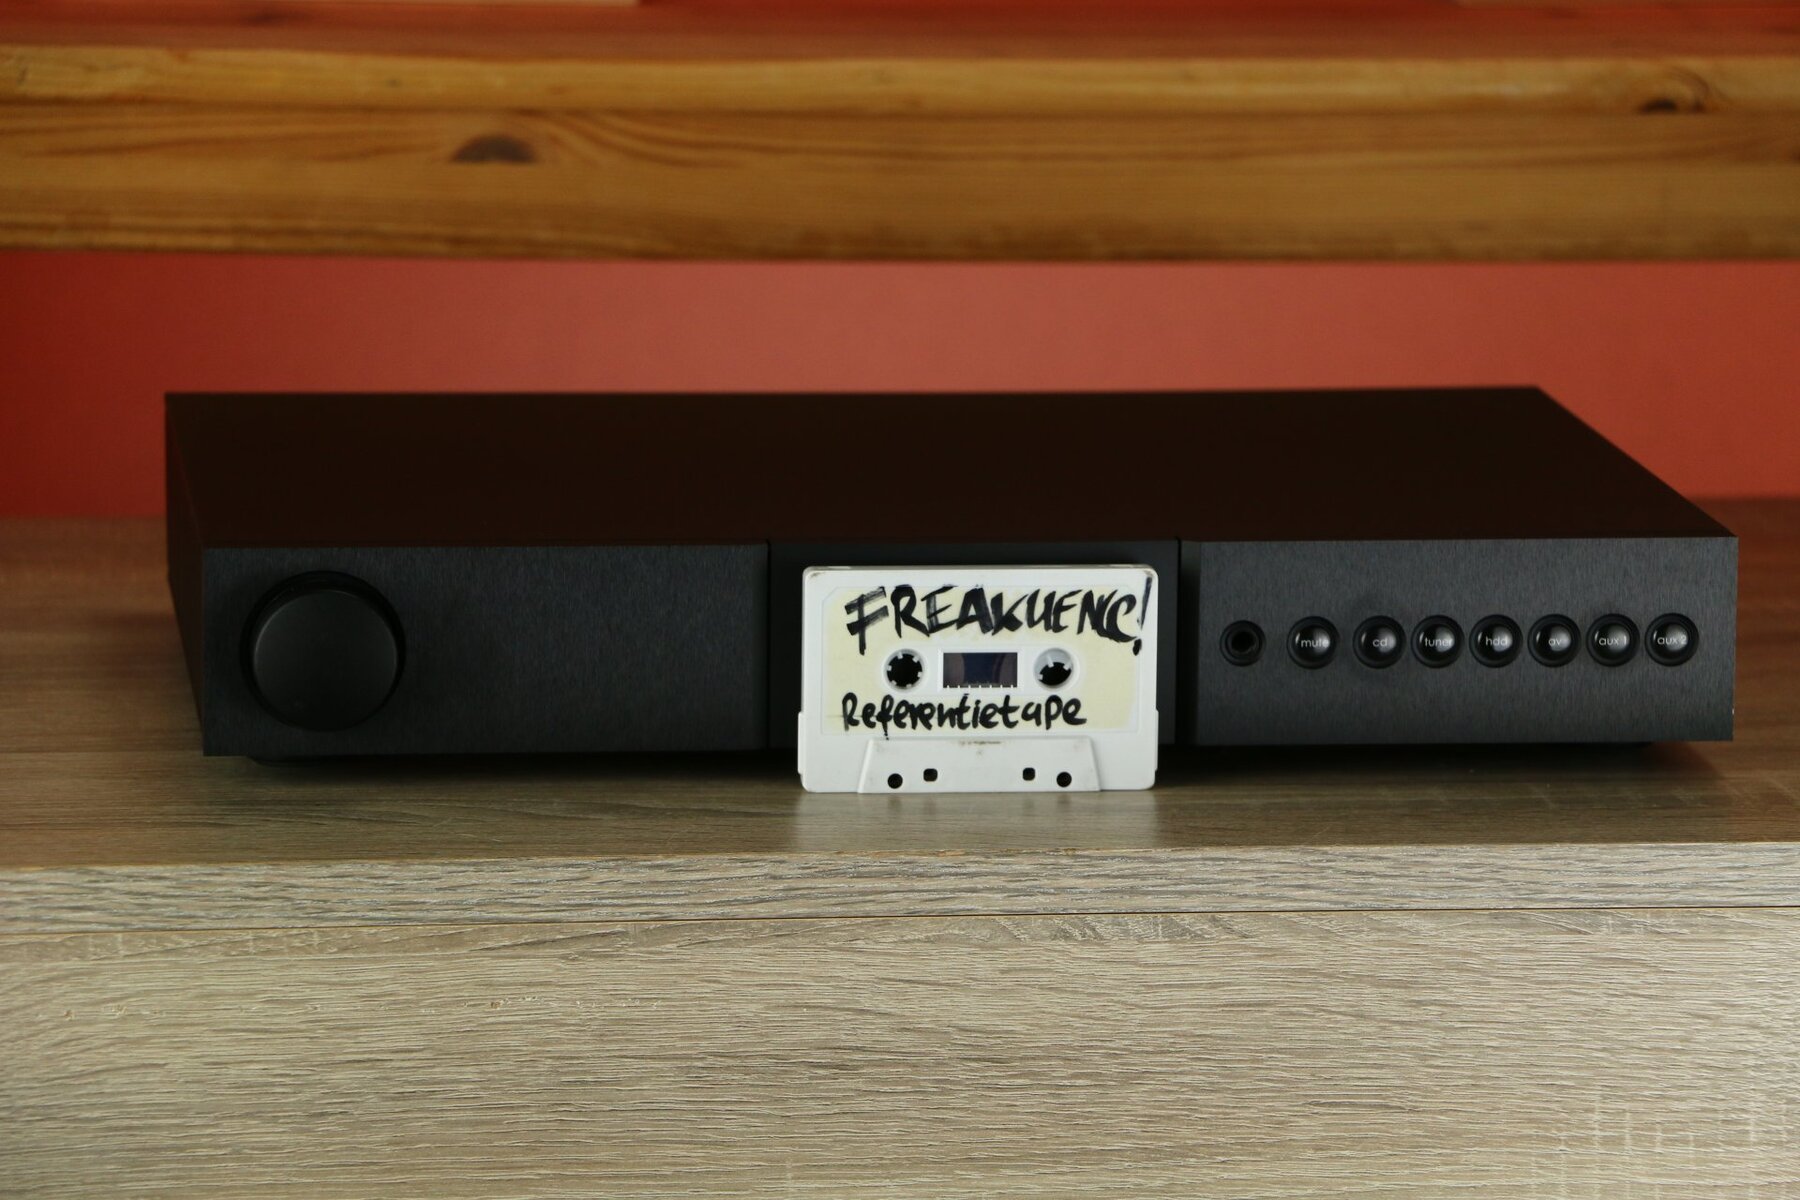 FREAKUENC!
Referentietape
mute cd tuner hdd av aux 1 aux 2